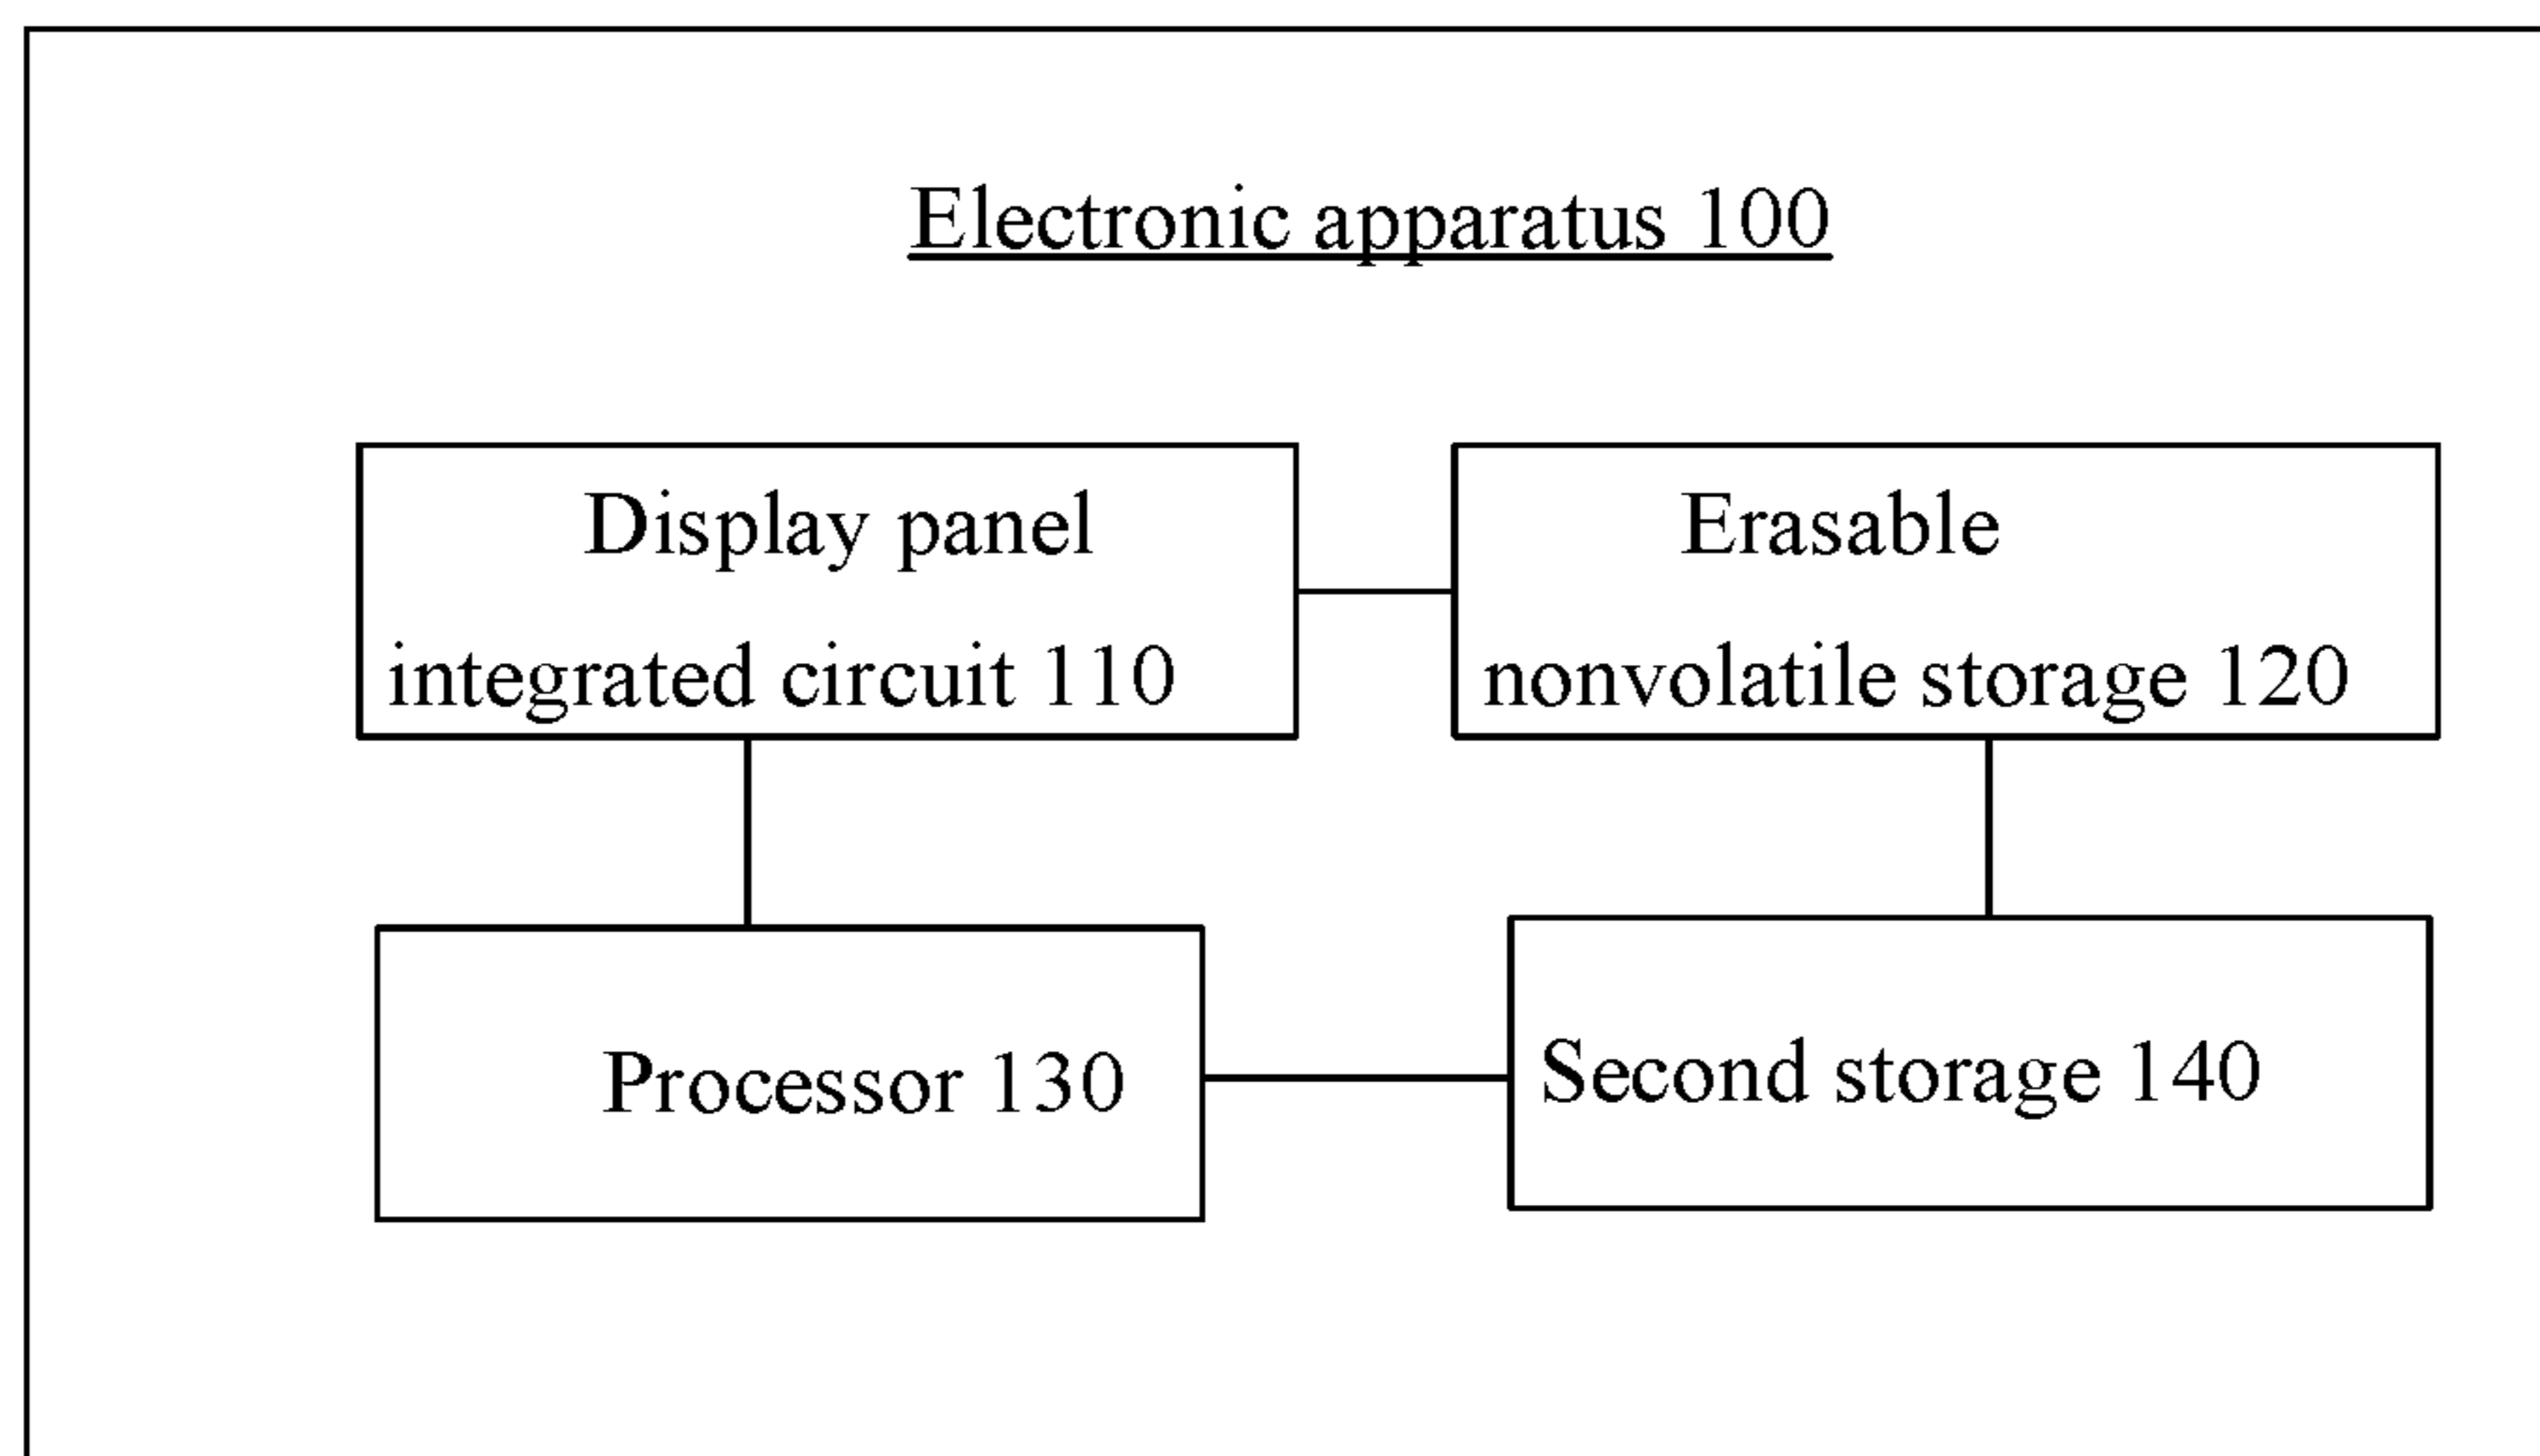 Electronic apparatus 100
Display panel
integrated circuit 110
Erasable
nonvolatile storage 120
Processor 130
Second storage 140